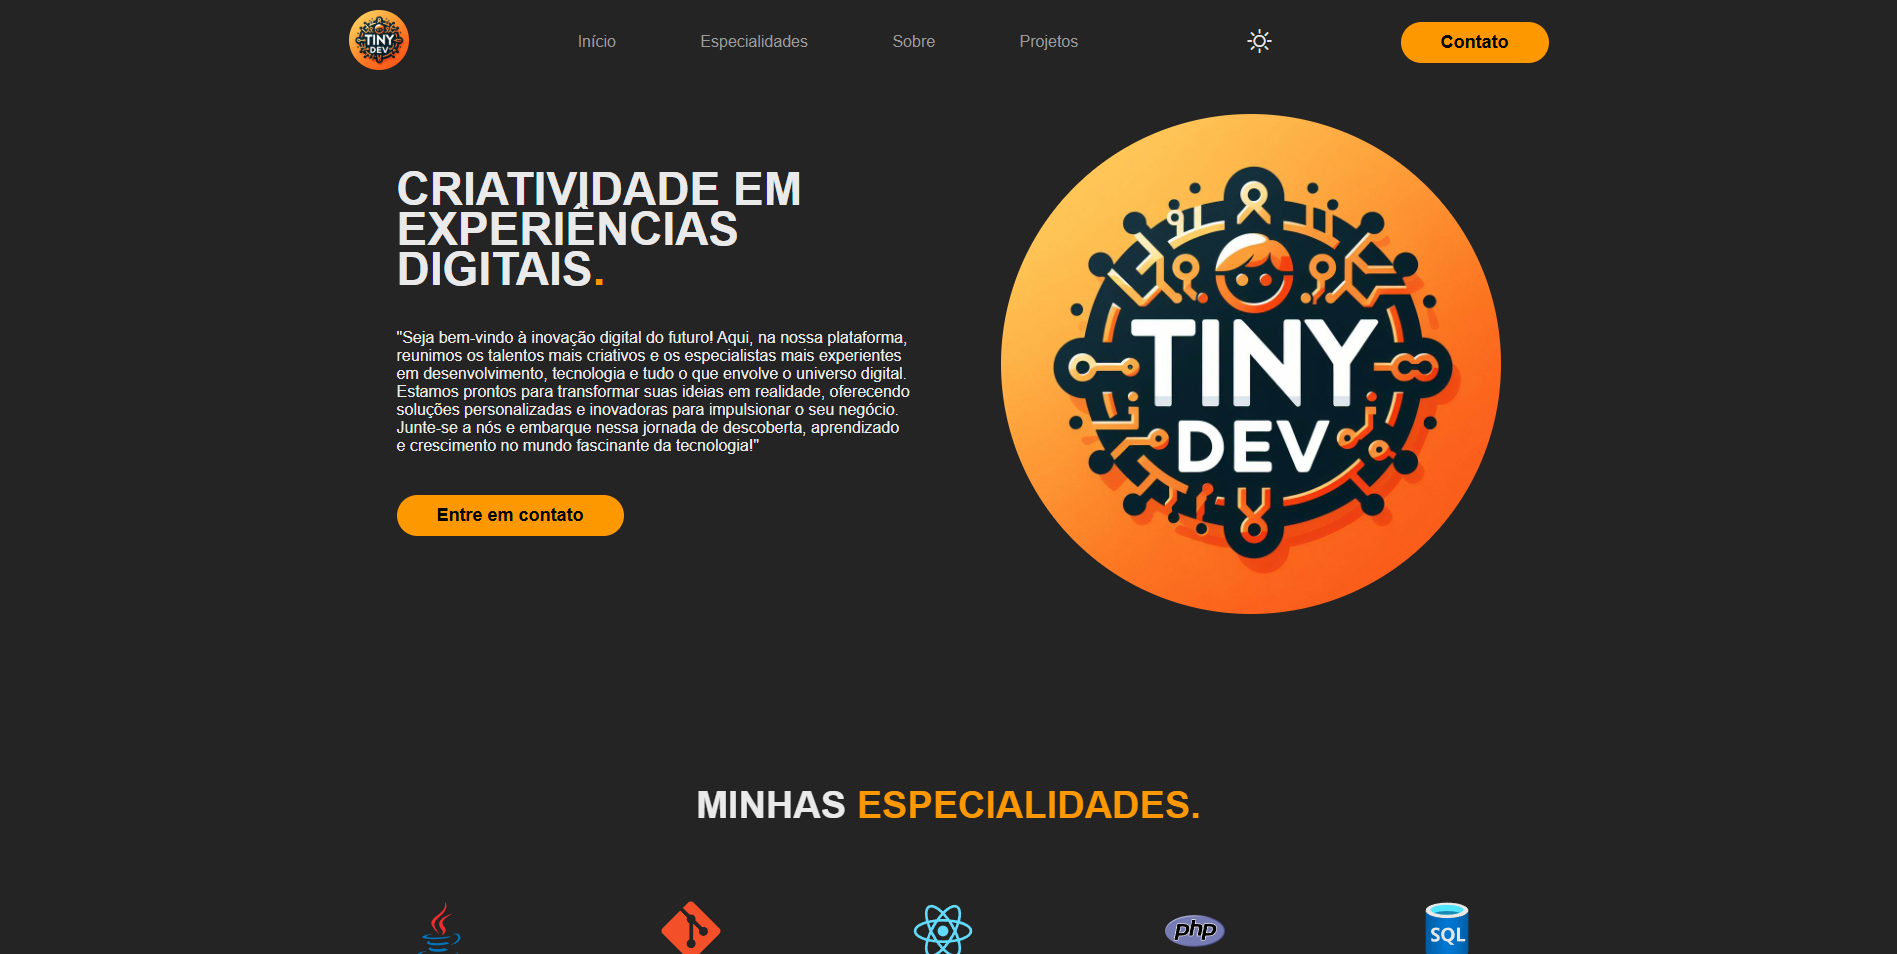 TINY
DEV
Início
Especialidades
Sobre
Projetos
Contato
CRIATIVIDADE EM
EXPERIÊNCIAS
DIGITAIS.
"Seja bem-vindo à inovação digital do futuro! Aqui, na nossa plataforma,
reunimos os talentos mais criativos e os especialistas mais experientes
em desenvolvimento, tecnologia e tudo o que envolve o universo digital.
Estamos prontos para transformar suas ideias em realidade, oferecendo
soluções personalizadas e inovadoras para impulsionar o seu negócio.
Junte-se a nós e embarque nessa jornada de descoberta, aprendizado
e crescimento no mundo fascinante da tecnologia!"
Entre em contato
TINY
DEV
MINHAS ESPECIALIDADES.
php
SQL